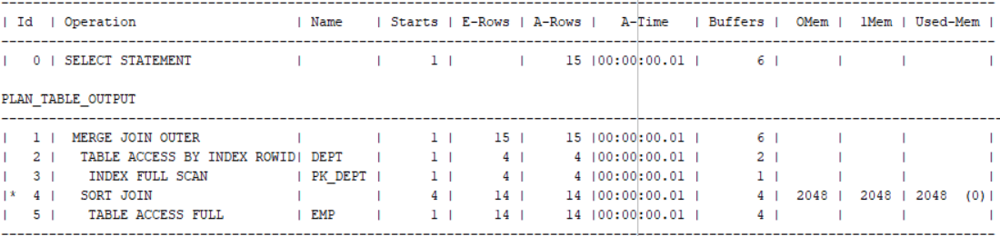 ---------------------------------------------------------------------------------------------------------------------------
| Id  | Operation                    | Name    | Starts | E-Rows | A-Rows |   A-Time   | Buffers |  OMem |  1Mem | Used-Mem |
---------------------------------------------------------------------------------------------------------------------------
|   0 | SELECT STATEMENT             |         |      1 |        |     15 |00:00:00.01 |       6 |       |       |          |
PLAN_TABLE_OUTPUT
---------------------------------------------------------------------------------------------------------------------------
|   1 |  MERGE JOIN OUTER            |         |      1 |     15 |     15 |00:00:00.01 |       6 |       |       |          |
|   2 |   TABLE ACCESS BY INDEX ROWID| DEPT    |      1 |      4 |      4 |00:00:00.01 |       2 |       |       |          |
|   3 |    INDEX FULL SCAN           | PK_DEPT |      1 |      4 |      4 |00:00:00.01 |       1 |       |       |          |
|*  4 |   SORT JOIN                  |         |      4 |     14 |     14 |00:00:00.01 |       4 |  2048 |  2048 | 2048  (0)|
|   5 |    TABLE ACCESS FULL         | EMP     |      1 |     14 |     14 |00:00:00.01 |       4 |       |       |          |
---------------------------------------------------------------------------------------------------------------------------